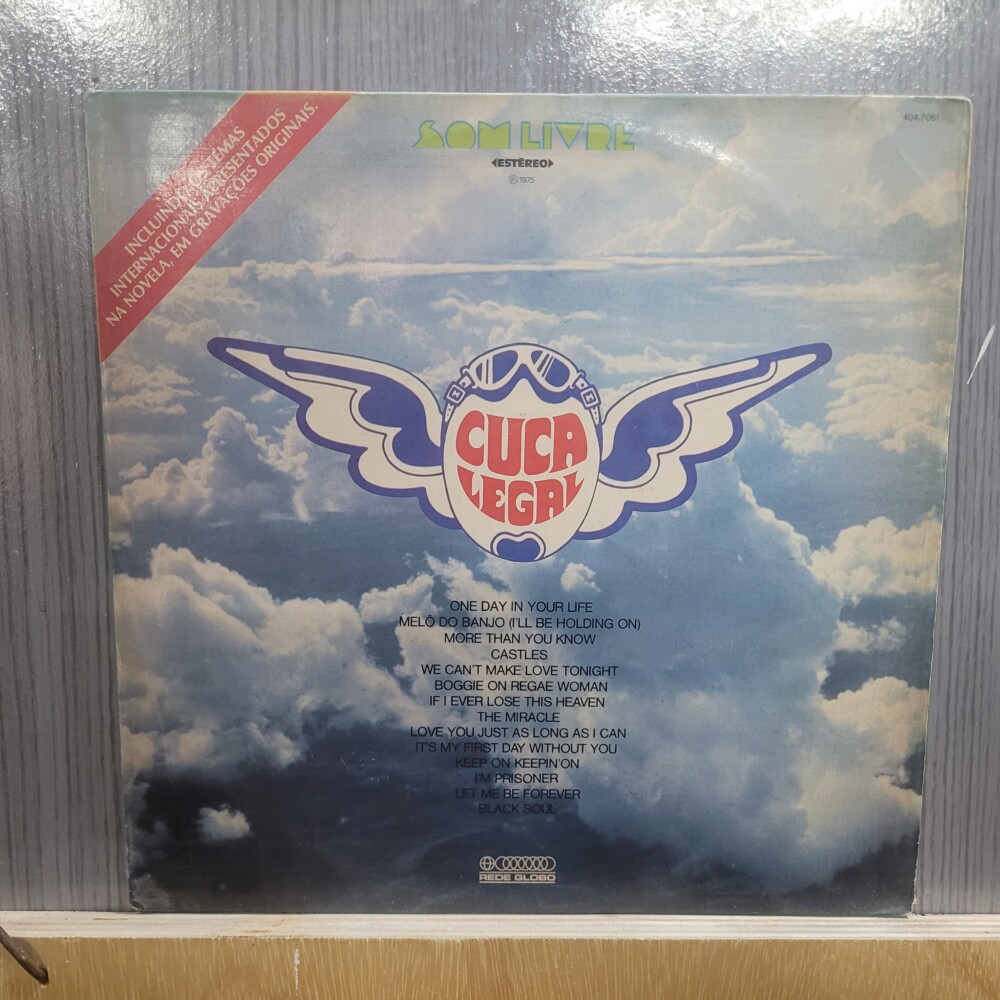 INCLUINDO TEMAS
INTERNACIONAIS APRESENTADOS
NA NOVELA, EM GRAVAÇÕES ORIGINAIS.
SOM LIVRE
ESTÉREO
Ⓟ 1975
404.7061
CUCA
LEGAL
ONE DAY IN YOUR LIFE
MELÔ DO BANJO (I'LL BE HOLDING ON)
MORE THAN YOU KNOW
CASTLES
WE CAN'T MAKE LOVE TONIGHT
BOGGIE ON REGAE WOMAN
IF I EVER LOSE THIS HEAVEN
THE MIRACLE
LOVE YOU JUST AS LONG AS I CAN
IT'S MY FIRST DAY WITHOUT YOU
KEEP ON KEEPIN'ON
I'M PRISONER
LET ME BE FOREVER
BLACK SOUL
REDE GLOBO